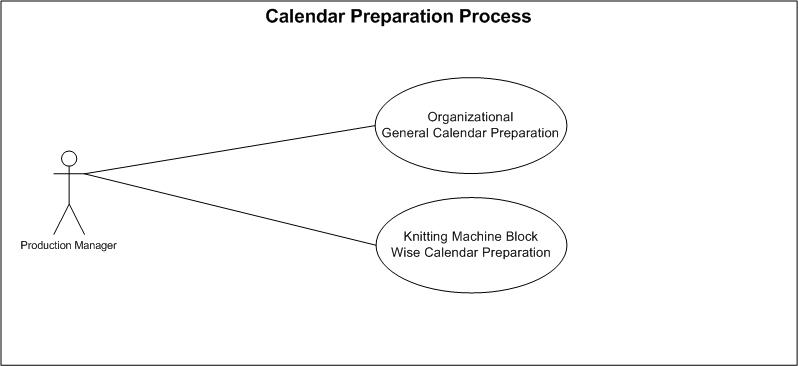 Calendar Preparation Process
Organizational
General Calendar Preparation
Production Manager
Knitting Machine Block
Wise Calendar Preparation